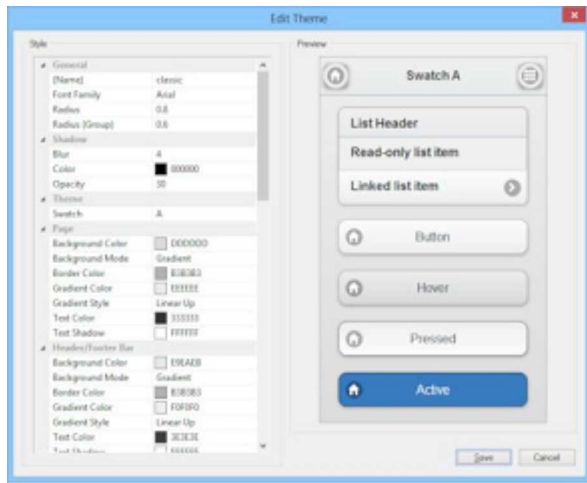 Edit Theme
Style
General
(Name) classic
Font Family Arial
Radius 0.8
Radius (Group) 0.6
Shadow
Blur 4
Color 000000
Opacity 30
Theme
Swatch A
Page
Background Color DDDDDD
Background Mode Gradient
Border Color B3B3B3
Gradient Color EEEEEE
Gradient Style Linear Up
Text Color 333333
Text Shadow FFFFFF
Header/Footer Bar
Background Color E9EAEB
Background Mode Gradient
Border Color B3B3B3
Gradient Color F0F0F0
Gradient Style Linear Up
Text Color 3E3E3E
Text Shadow
Preview
Swatch A
List Header
Read-only list item
Linked list item
Button
Hover
Pressed
Active
Save
Cancel